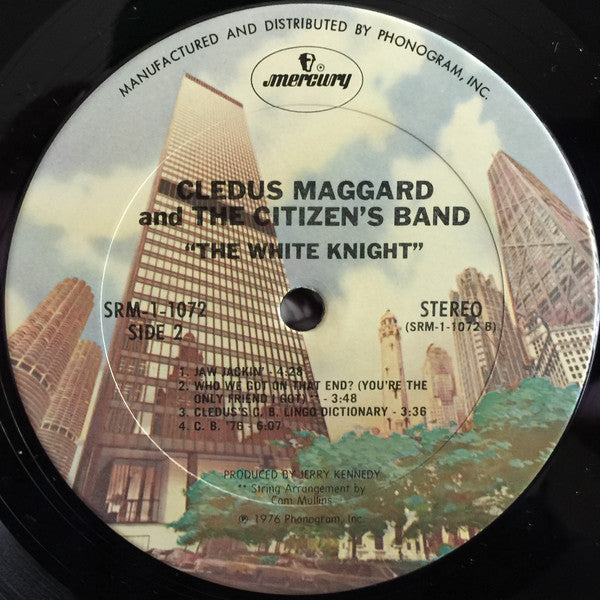 MANUFACTURED AND DISTRIBUTED BY PHONOGRAM, INC.
mercury
®
CLEDUS MAGGARD
and THE CITIZEN'S BAND
"THE WHITE KNIGHT"
SRM-1-1072
SIDE 2
STEREO
(SRM-1-1072 B)
1. JAW JACKIN' - 4:28
2. WHO WE GOT ON THAT END? (YOU'RE THE
ONLY FRIEND I GOT) ** - 3:48
3. CLEDUS'S C. B. LINGO DICTIONARY - 3:36
4. C. B. '76 - 6:07
PRODUCED BY JERRY KENNEDY
** String Arrangement by
Cam Mullins
℗ 1976 Phonogram, Inc.